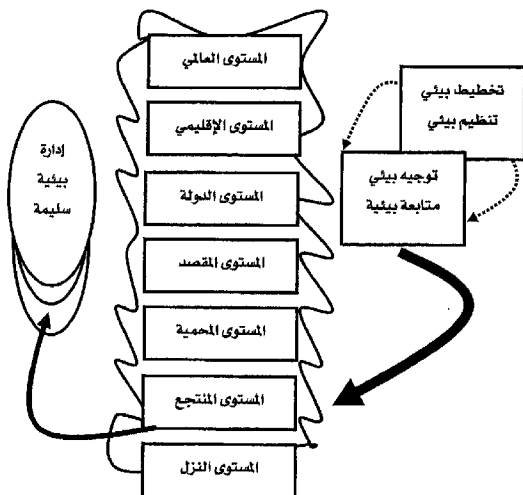 المستوى العالمي
تخطيط بيئي
تنظيم بيئي
المستوى الإقليمي
إدارة
بيئية
سليمة
توجيه بيئي
متابعة بيئية
المستوى الدولة
المستوى المقصد
المستوى المحمية
المستوى المنتجع
المستوى النزل